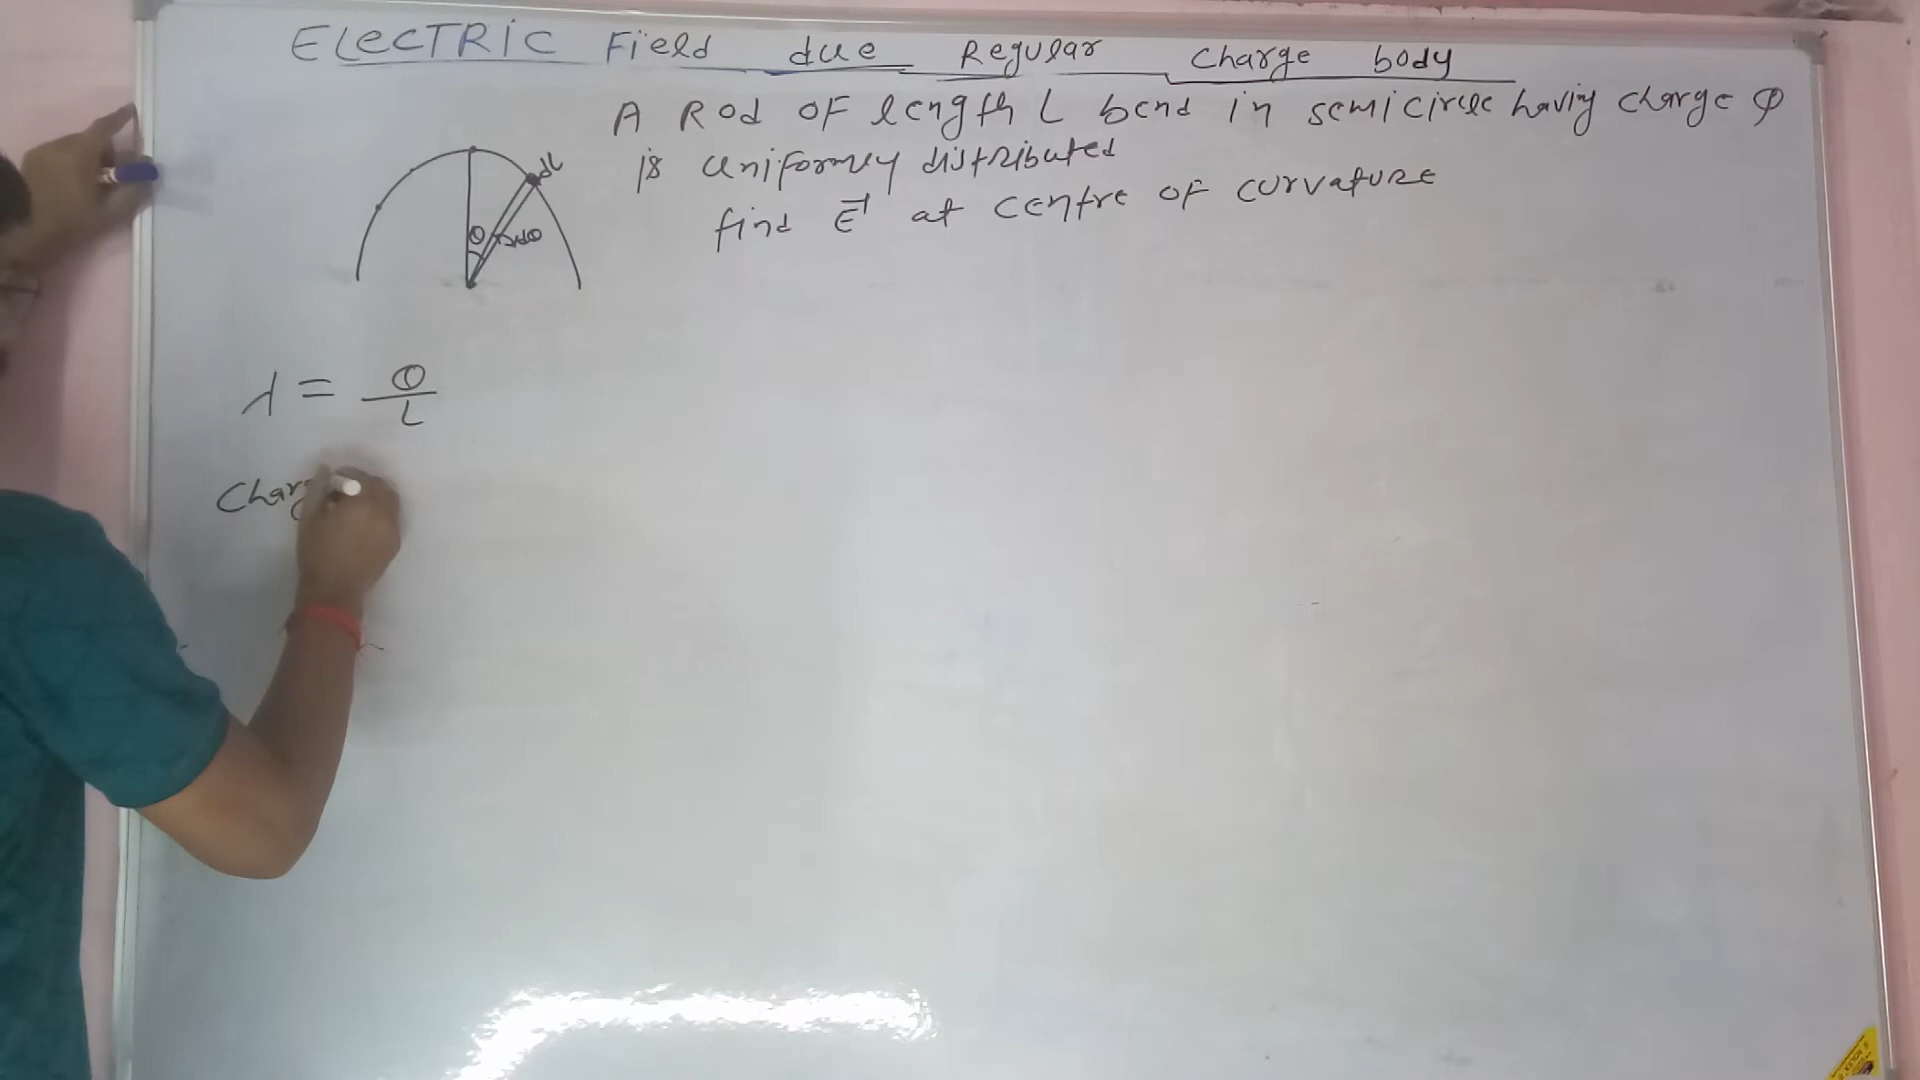 ELECTRIC Field due Regular charge body
A Rod OF length L bend in semicircle having charge Q
is uniformly distributed
find E⃗ at centre of curvature
dl
θ dθ
λ = Q/L
Charg